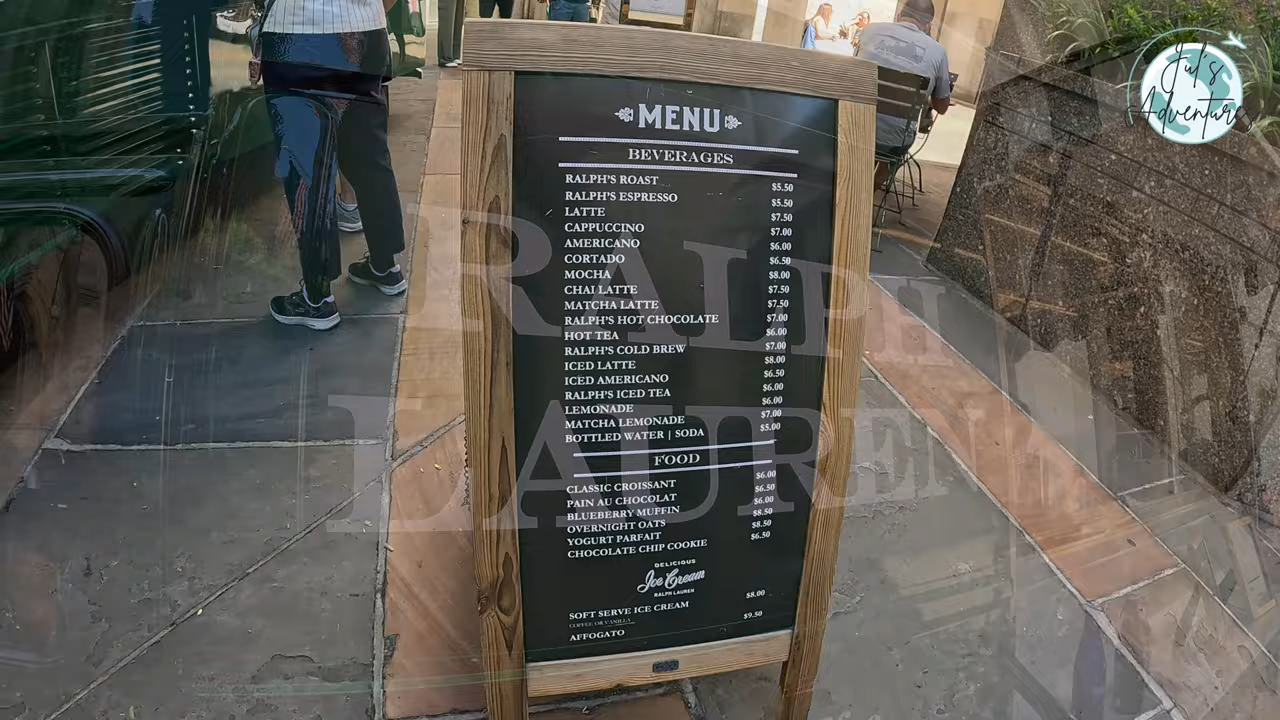 Jul's
Adventures
MENU
BEVERAGES
RALPH'S ROAST $5.50
RALPH'S ESPRESSO $5.50
LATTE $7.50
CAPPUCCINO $7.00
AMERICANO $6.00
CORTADO $6.50
MOCHA $8.00
CHAI LATTE $7.50
MATCHA LATTE $7.50
RALPH'S HOT CHOCOLATE $7.00
HOT TEA $6.00
RALPH'S COLD BREW $7.00
ICED LATTE $8.00
ICED AMERICANO $6.50
RALPH'S ICED TEA $6.00
LEMONADE $6.00
MATCHA LEMONADE $7.00
BOTTLED WATER | SODA $5.00
FOOD
CLASSIC CROISSANT $6.00
PAIN AU CHOCOLAT $6.50
BLUEBERRY MUFFIN $6.00
OVERNIGHT OATS $8.50
YOGURT PARFAIT $8.50
CHOCOLATE CHIP COOKIE $6.50
DELICIOUS
Ice Cream
RALPH LAUREN
SOFT SERVE ICE CREAM $8.00
COFFEE OR VANILLA
AFFOGATO $9.50
RALPH
LAUREN